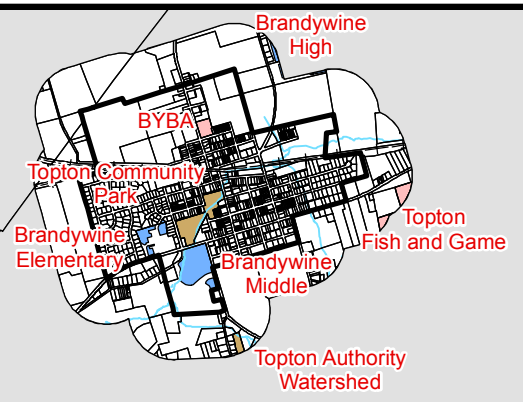 Brandywine
High
BYBA
Topton Community
Park
Brandywine
Elementary
Topton
Fish and Game
Brandywine
Middle
Topton Authority
Watershed